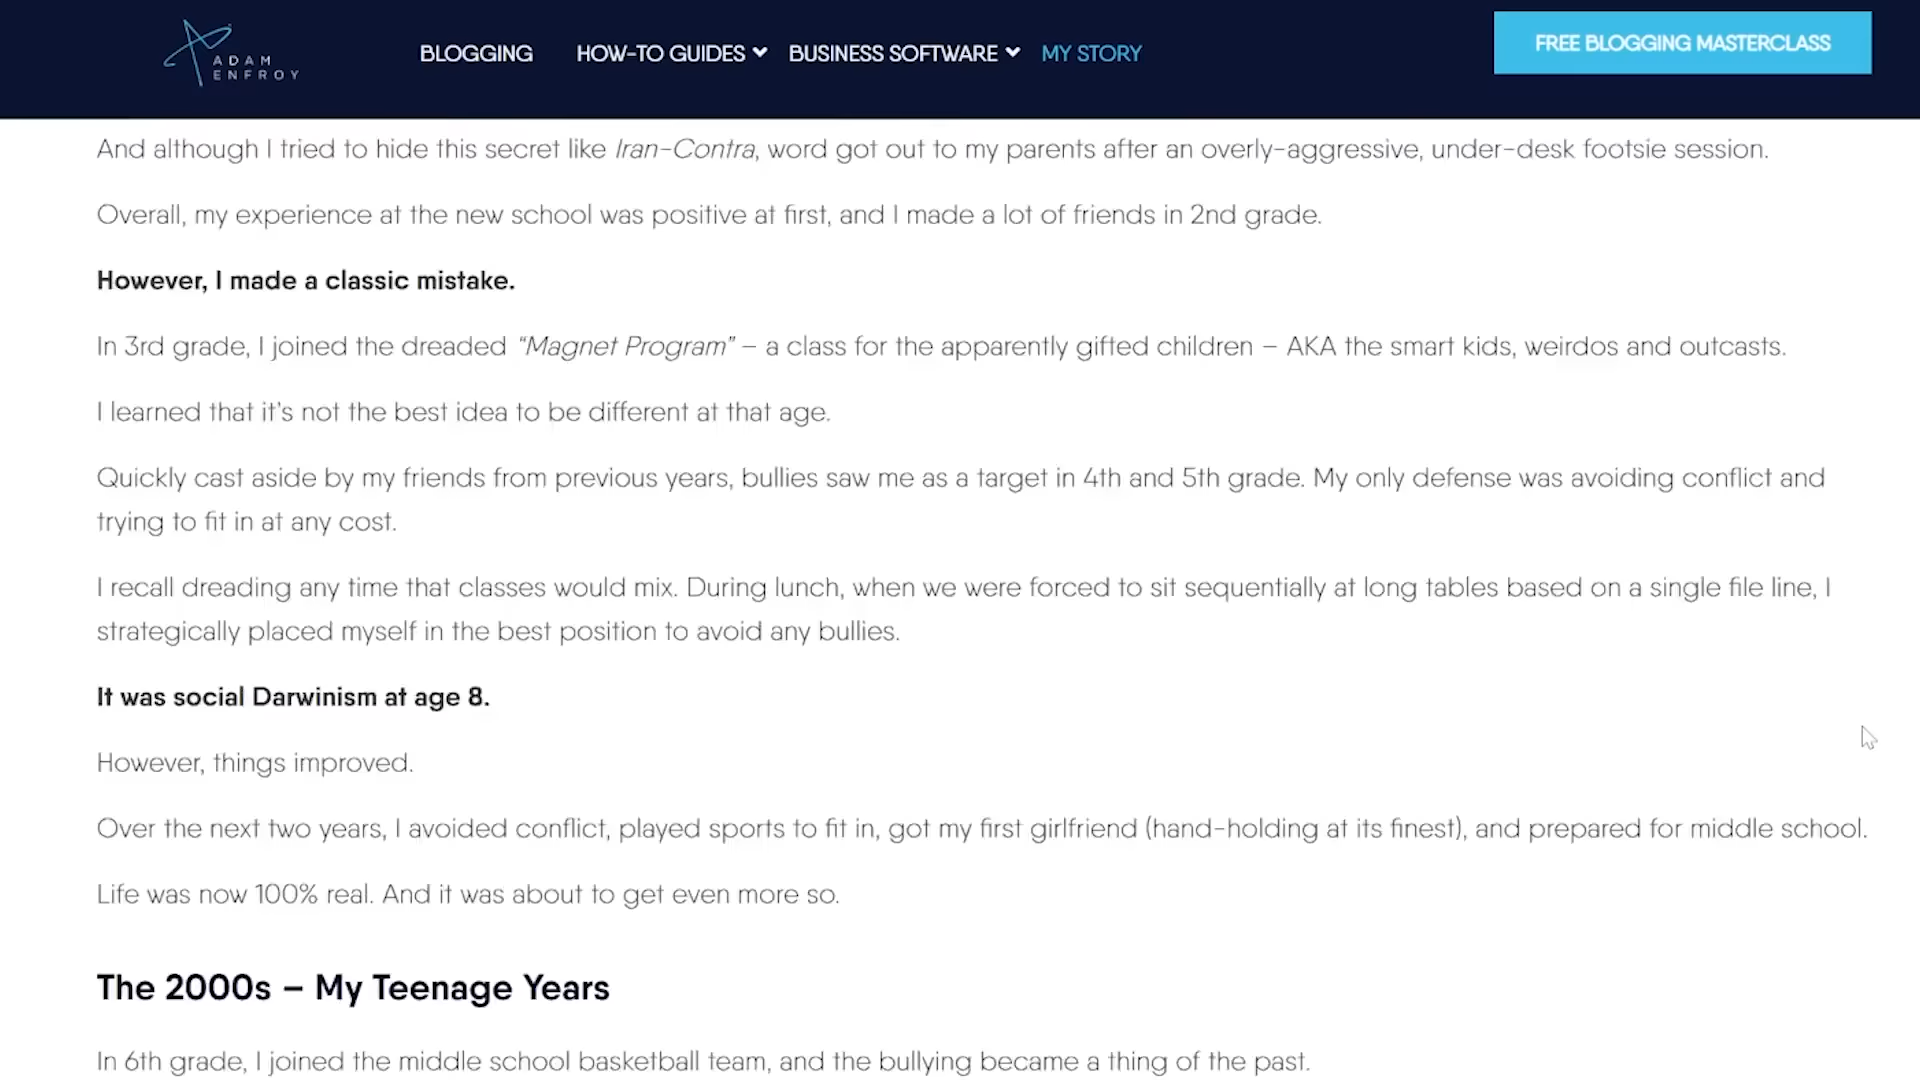 ADAM
ENFROY
BLOGGING
HOW-TO GUIDES
BUSINESS SOFTWARE
MY STORY
FREE BLOGGING MASTERCLASS
And although I tried to hide this secret like Iran-Contra, word got out to my parents after an overly-aggressive, under-desk footsie session.
Overall, my experience at the new school was positive at first, and I made a lot of friends in 2nd grade.
However, I made a classic mistake.
In 3rd grade, I joined the dreaded “Magnet Program” – a class for the apparently gifted children – AKA the smart kids, weirdos and outcasts.
I learned that it's not the best idea to be different at that age.
Quickly cast aside by my friends from previous years, bullies saw me as a target in 4th and 5th grade. My only defense was avoiding conflict and
trying to fit in at any cost.
I recall dreading any time that classes would mix. During lunch, when we were forced to sit sequentially at long tables based on a single file line, I
strategically placed myself in the best position to avoid any bullies.
It was social Darwinism at age 8.
However, things improved.
Over the next two years, I avoided conflict, played sports to fit in, got my first girlfriend (hand-holding at its finest), and prepared for middle school.
Life was now 100% real. And it was about to get even more so.
The 2000s – My Teenage Years
In 6th grade, I joined the middle school basketball team, and the bullying became a thing of the past.